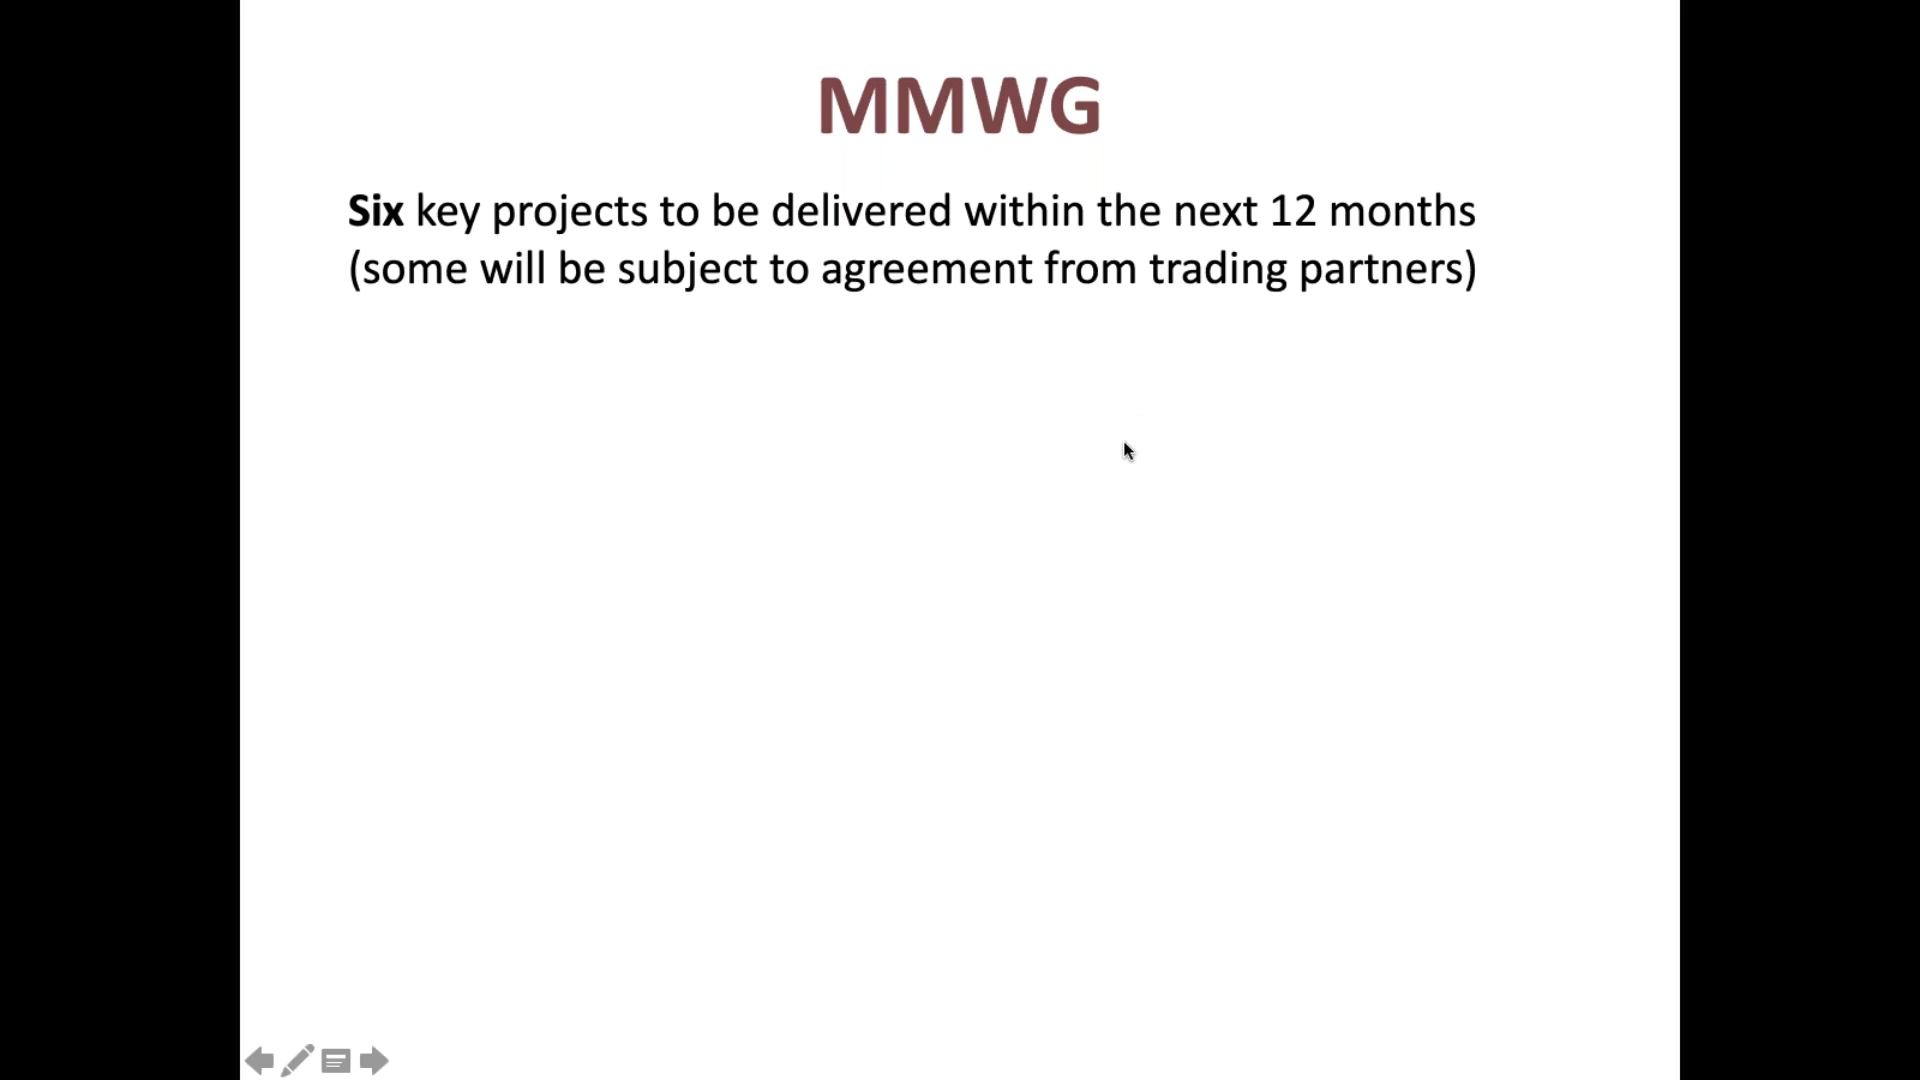 MMWG
Six key projects to be delivered within the next 12 months
(some will be subject to agreement from trading partners)